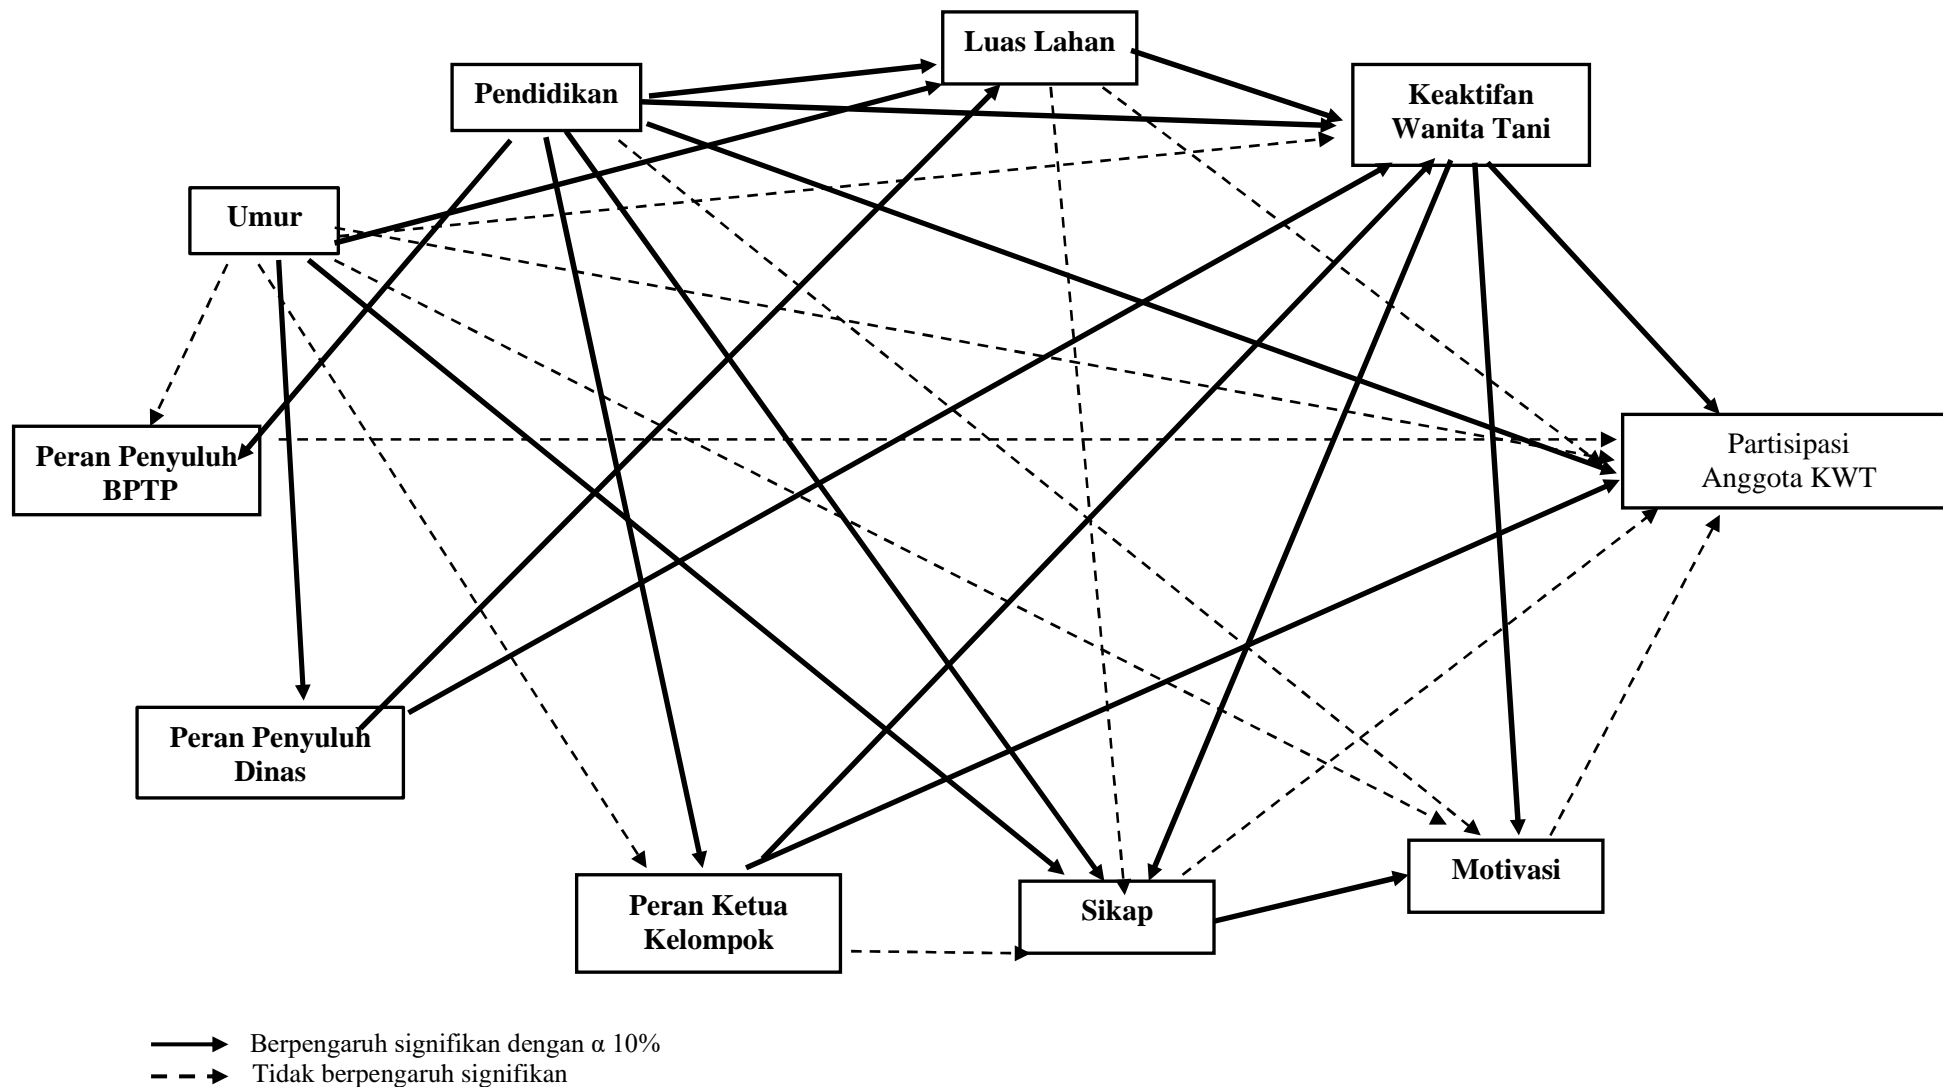 Luas Lahan
Pendidikan
Keaktifan
Wanita Tani
Umur
Peran Penyuluh
BPTP
Partisipasi
Anggota KWT
Peran Penyuluh
Dinas
Peran Ketua
Kelompok
Sikap
Motivasi
Berpengaruh signifikan dengan α 10%
Tidak berpengaruh signifikan